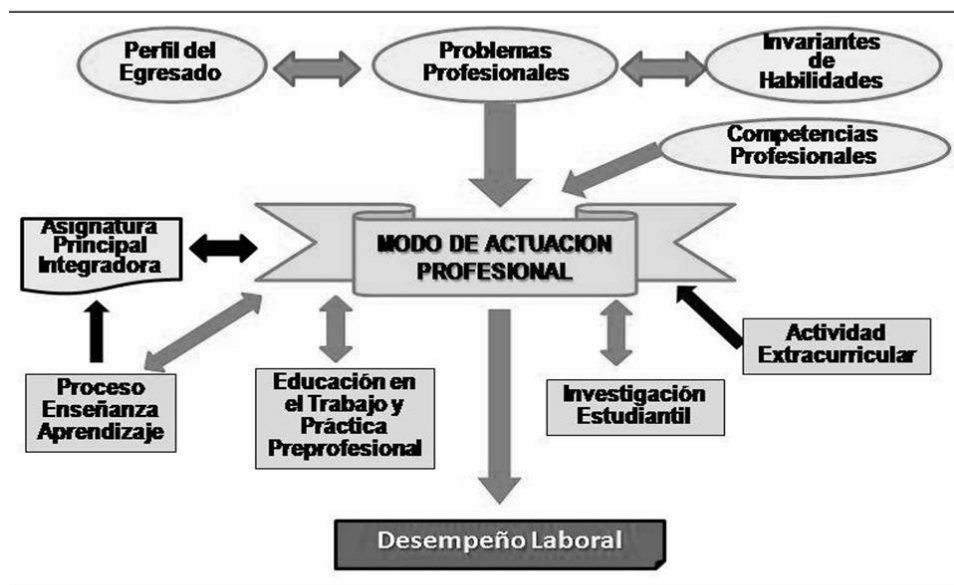 Perfil del
Egresado
Problemas
Profesionales
Invariantes
de
Habilidades
Competencias
Profesionales
Asignatura
Principal
Integradora
MODO DE ACTUACION
PROFESIONAL
Actividad
Extracurricular
Proceso
Enseñanza
Aprendizaje
Educación en
el Trabajo y
Práctica
Preprofesional
Investigación
Estudiantil
Desempeño Laboral